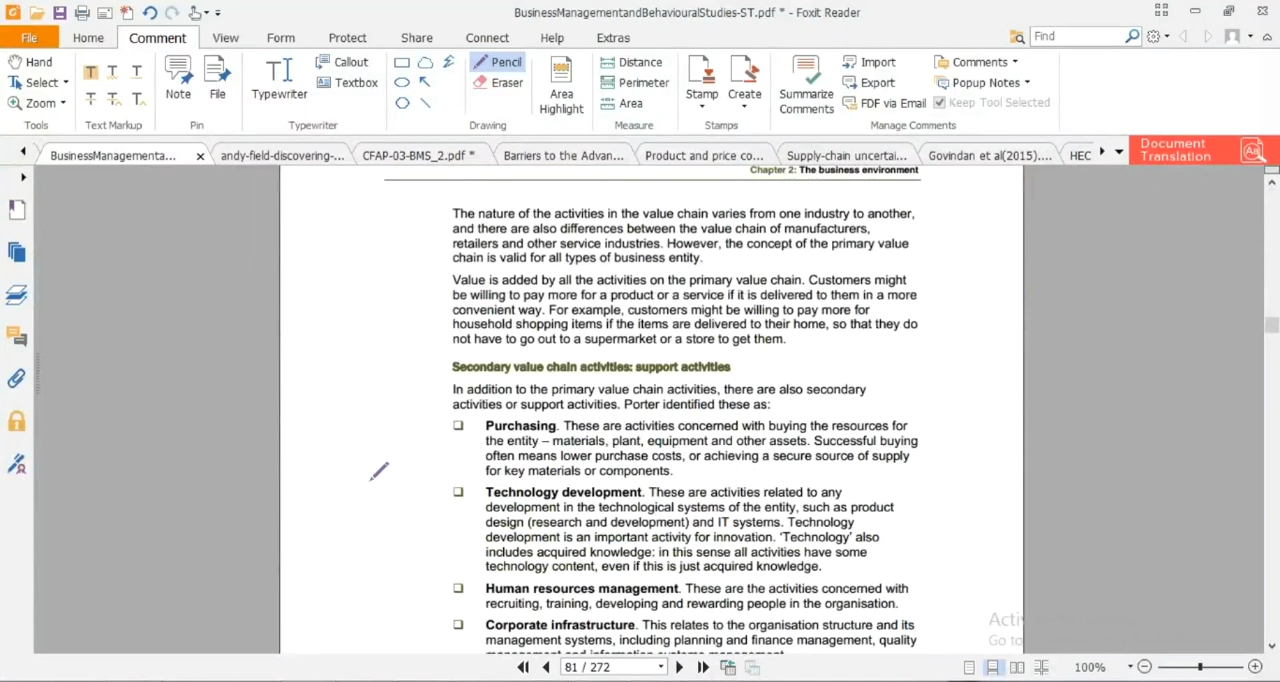 BusinessManagementandBehaviouralStudies-ST.pdf * - Foxit Reader
File Home Comment View Form Protect Share Connect Help Extras Find
Hand
Select
Zoom
Tools
Text Markup
Note File
Pin
Typewriter Callout
Textbox
Typewriter
Pencil
Eraser
Drawing
Area
Highlight
Distance
Perimeter
Area
Measure
Stamp Create
Stamps
Summarize
Comments
Import
Export
FDF via Email
Comments
Popup Notes
Keep Tool Selected
Manage Comments
BusinessManagementa... andy-field-discovering-... CFAP-03-BMS_2.pdf * Barriers to the Advan... Product and price co... Supply-chain uncertai... Govindan et al(2015).... HEC
Document
Translation
Chapter 2: The business environment
The nature of the activities in the value chain varies from one industry to another,
and there are also differences between the value chain of manufacturers,
retailers and other service industries. However, the concept of the primary value
chain is valid for all types of business entity.
Value is added by all the activities on the primary value chain. Customers might
be willing to pay more for a product or a service if it is delivered to them in a more
convenient way. For example, customers might be willing to pay more for
household shopping items if the items are delivered to their home, so that they do
not have to go out to a supermarket or a store to get them.
Secondary value chain activities: support activities
In addition to the primary value chain activities, there are also secondary
activities or support activities. Porter identified these as:
Purchasing. These are activities concerned with buying the resources for
the entity – materials, plant, equipment and other assets. Successful buying
often means lower purchase costs, or achieving a secure source of supply
for key materials or components.
Technology development. These are activities related to any
development in the technological systems of the entity, such as product
design (research and development) and IT systems. Technology
development is an important activity for innovation. ‘Technology’ also
includes acquired knowledge: in this sense all activities have some
technology content, even if this is just acquired knowledge.
Human resources management. These are the activities concerned with
recruiting, training, developing and rewarding people in the organisation.
Corporate infrastructure. This relates to the organisation structure and its
management systems, including planning and finance management, quality
management and information systems management.
Acti
Go to
81 / 272
100%